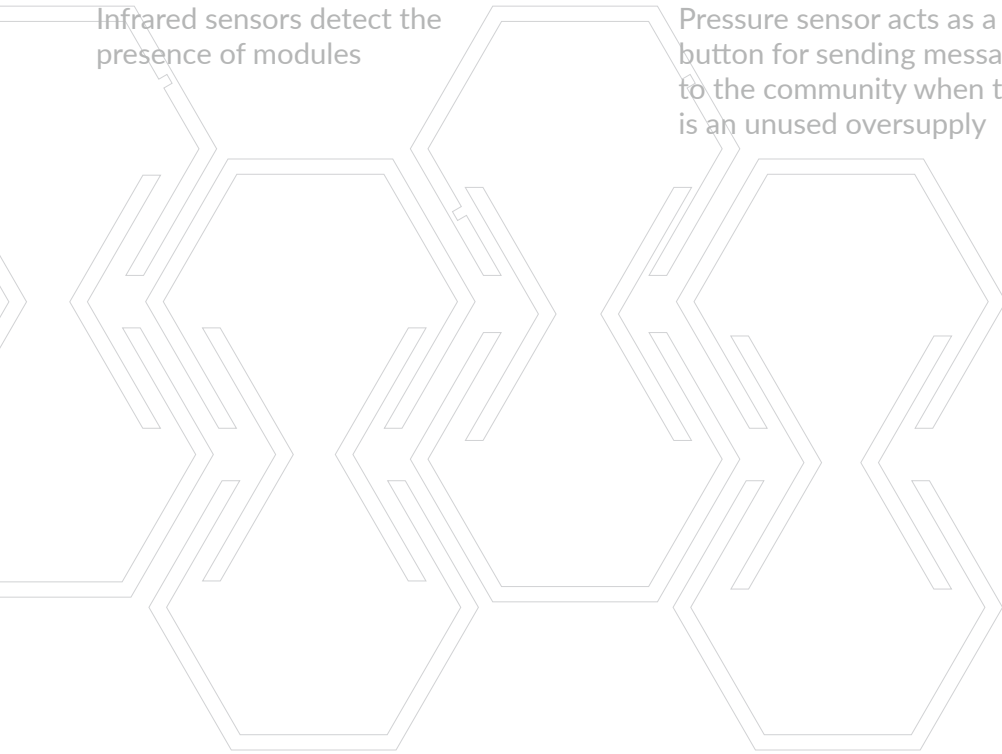 Infrared sensors detect the
presence of modules
Pressure sensor acts as a
button for sending messa
to the community when t
is an unused oversupply